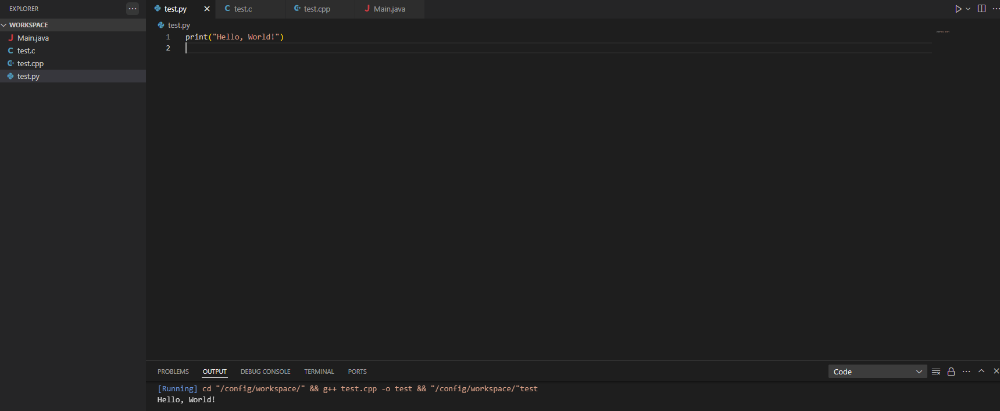 EXPLORER
WORKSPACE
Main.java
test.c
test.cpp
test.py
test.py
test.c
test.cpp
Main.java
test.py
1 print("Hello, World!")
2
PROBLEMS OUTPUT DEBUG CONSOLE TERMINAL PORTS Code
[Running] cd "/config/workspace/" && g++ test.cpp -o test && "/config/workspace/"test
Hello, World!